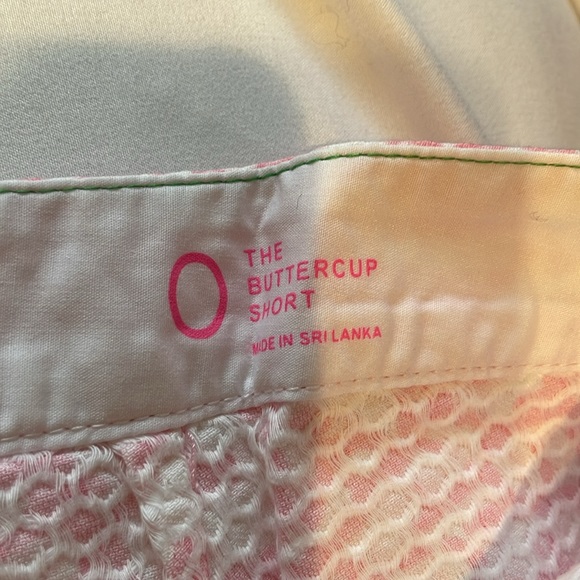 0
THE
BUTTERCUP
SHORT
MADE IN SRI LANKA